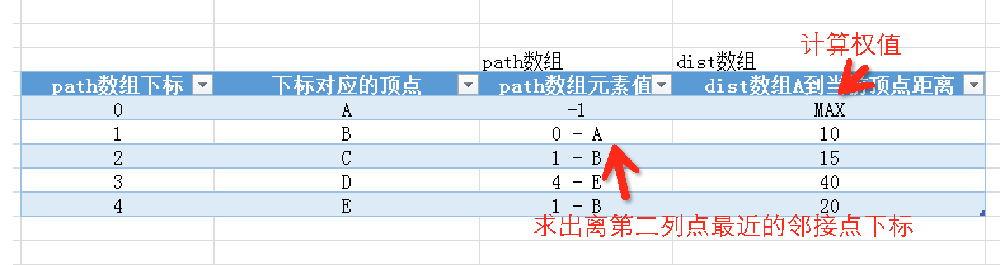 计算权值
path数组 dist数组
path数组下标 下标对应的顶点 path数组元素值 dist数组A到当前顶点距离
0 A -1 MAX
1 B 0 - A 10
2 C 1 - B 15
3 D 4 - E 40
4 E 1 - B 20
求出离第二列点最近的邻接点下标